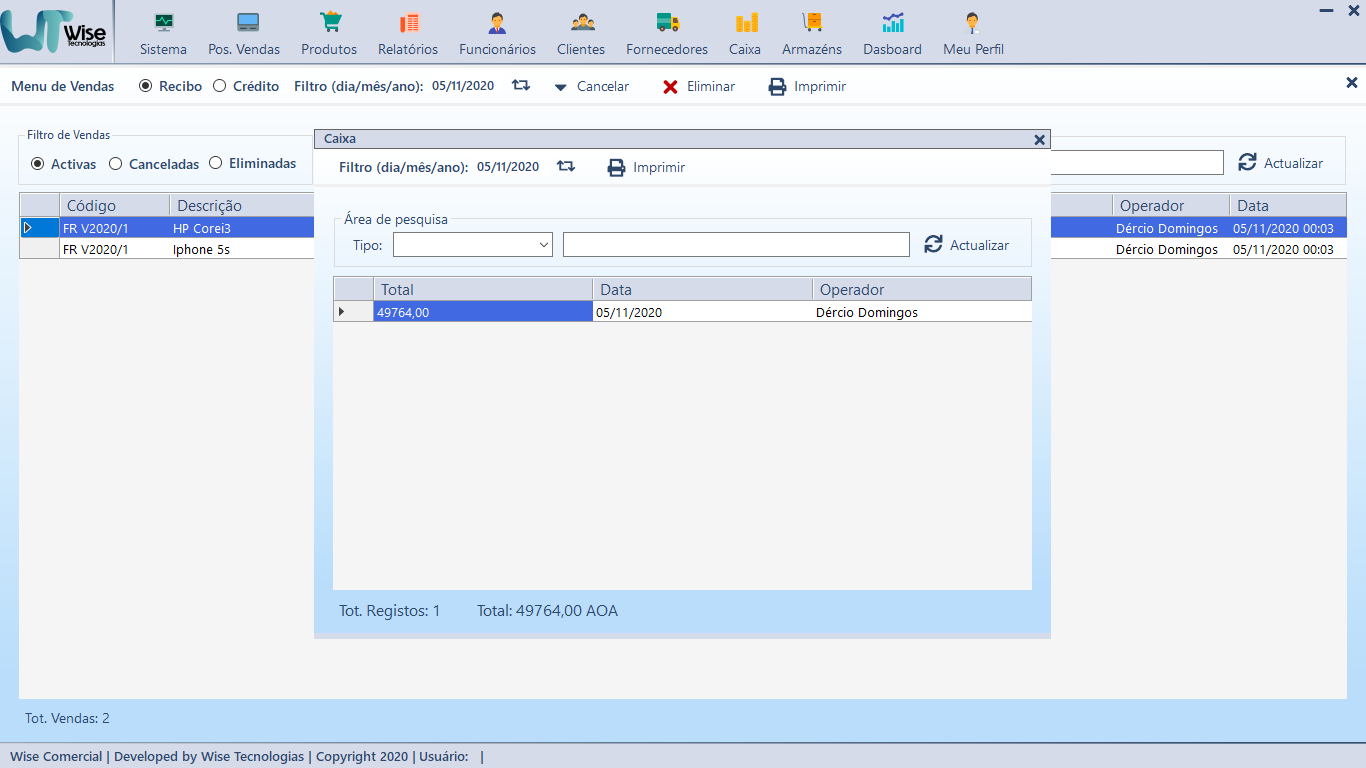 Wise
Tecnologias
Sistema Pos. Vendas Produtos Relatórios Funcionários Clientes Fornecedores Caixa Armazéns Dasboard Meu Perfil
Menu de Vendas Recibo Crédito Filtro (dia/mês/ano): 05/11/2020 Cancelar Eliminar Imprimir
Filtro de Vendas
Activas Canceladas Eliminadas Actualizar
Código Descrição Operador Data
FR V2020/1 HP Corei3 Dércio Domingos 05/11/2020 00:03
FR V2020/1 Iphone 5s Dércio Domingos 05/11/2020 00:03
Caixa
Filtro (dia/mês/ano): 05/11/2020 Imprimir
Área de pesquisa
Tipo: Actualizar
Total Data Operador
49764,00 05/11/2020 Dércio Domingos
Tot. Registos: 1 Total: 49764,00 AOA
Tot. Vendas: 2
Wise Comercial | Developed by Wise Tecnologias | Copyright 2020 | Usuário: |